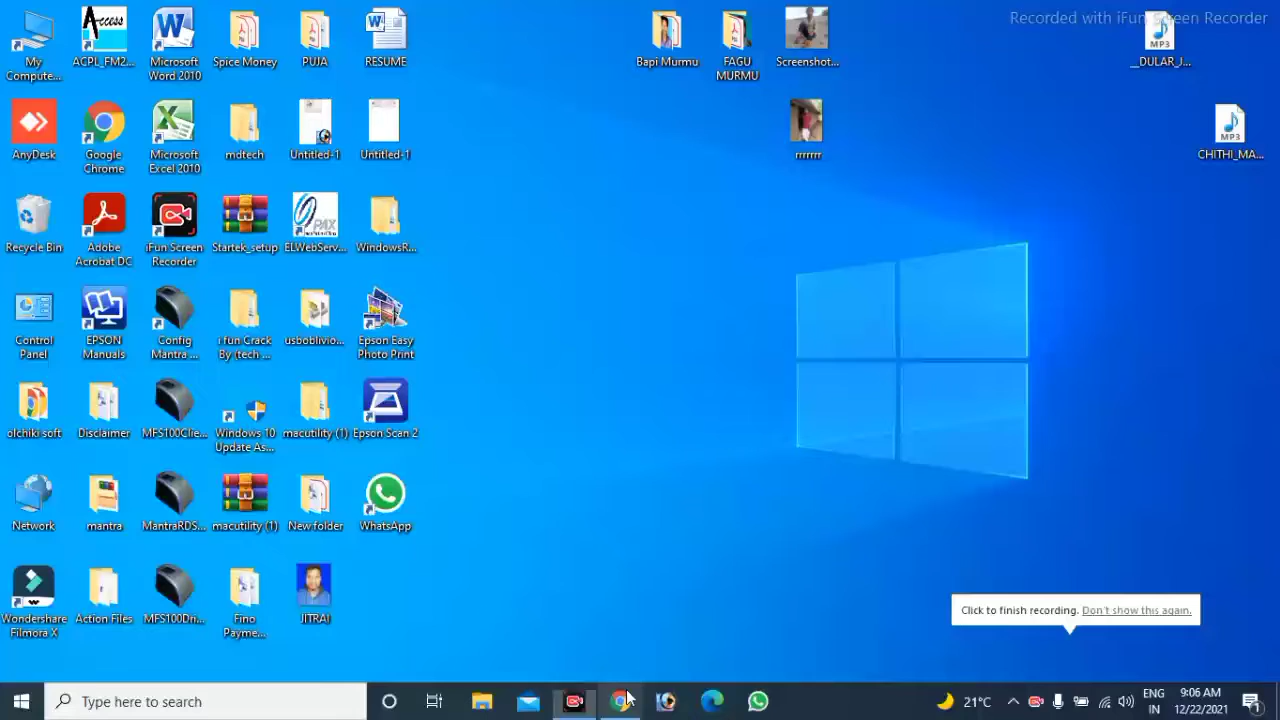 Recorded with iFun Screen Recorder
My Compute...
ACPL_FM2...
Microsoft Word 2010
Spice Money
PUJA
RESUME
Bapi Murmu
FAGU MURMU
Screenshot...
__DULAR_J...
AnyDesk
Google Chrome
Microsoft Excel 2010
mdtech
Untitled-1
Untitled-1
rrrrrrr
CHITHI_MA...
Recycle Bin
Adobe Acrobat DC
iFun Screen Recorder
Startek_setup
ELWebServ...
WindowsR...
Control Panel
EPSON Manuals
Config Mantra ...
i fun Crack By (tech ...
usboblivio...
Epson Easy Photo Print
olchiki soft
Disclaimer
MFS100Clie...
Windows 10 Update As...
macutility (1)
Epson Scan 2
Network
mantra
MantraRDS...
macutility (1)
New folder
WhatsApp
Wondershare Filmora X
Action Files
MFS100Dri...
Fino Payme...
JITRAI
Click to finish recording. Don't show this again.
Type here to search
21°C
ENG
IN
9:06 AM
12/22/2021